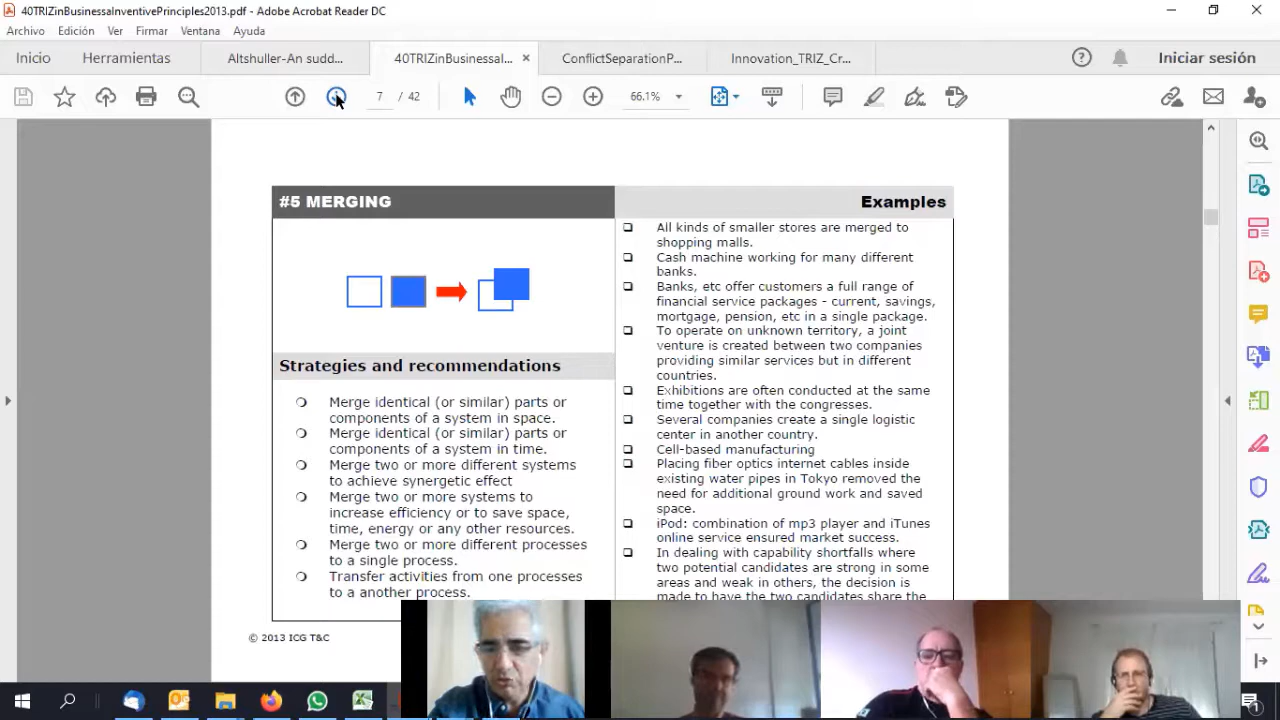 40TRIZinBusinessaInventivePrinciples2013.pdf - Adobe Acrobat Reader DC
Archivo Edición Ver Firmar Ventana Ayuda
Inicio Herramientas Altshuller-An sudd... 40TRIZinBusinessaI... × ConflictSeparationP... Innovation_TRIZ_Cr... Iniciar sesión
7 / 42 66.1%
#5 MERGING
Strategies and recommendations
Merge identical (or similar) parts or
components of a system in space.
Merge identical (or similar) parts or
components of a system in time.
Merge two or more different systems
to achieve synergetic effect
Merge two or more systems to
increase efficiency or to save space,
time, energy or any other resources.
Merge two or more different processes
to a single process.
Transfer activities from one processes
to a another process.
Examples
All kinds of smaller stores are merged to
shopping malls.
Cash machine working for many different
banks.
Banks, etc offer customers a full range of
financial service packages - current, savings,
mortgage, pension, etc in a single package.
To operate on unknown territory, a joint
venture is created between two companies
providing similar services but in different
countries.
Exhibitions are often conducted at the same
time together with the congresses.
Several companies create a single logistic
center in another country.
Cell-based manufacturing
Placing fiber optics internet cables inside
existing water pipes in Tokyo removed the
need for additional ground work and saved
space.
iPod: combination of mp3 player and iTunes
online service ensured market success.
In dealing with capability shortfalls where
two potential candidates are strong in some
areas and weak in others, the decision is
made to have the two candidates share the
© 2013 ICG T&C